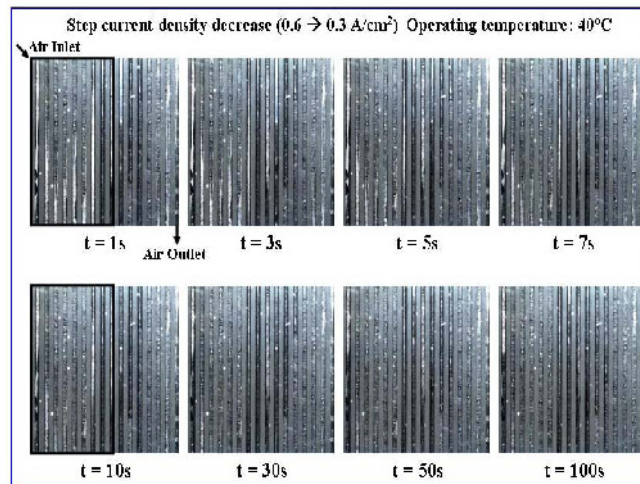 Step current density decrease (0.6 → 0.3 A/cm²) Operating temperature: 40°C
Air Inlet
t = 1s
t = 3s
t = 5s
t = 7s
Air Outlet
t = 10s
t = 30s
t = 50s
t = 100s